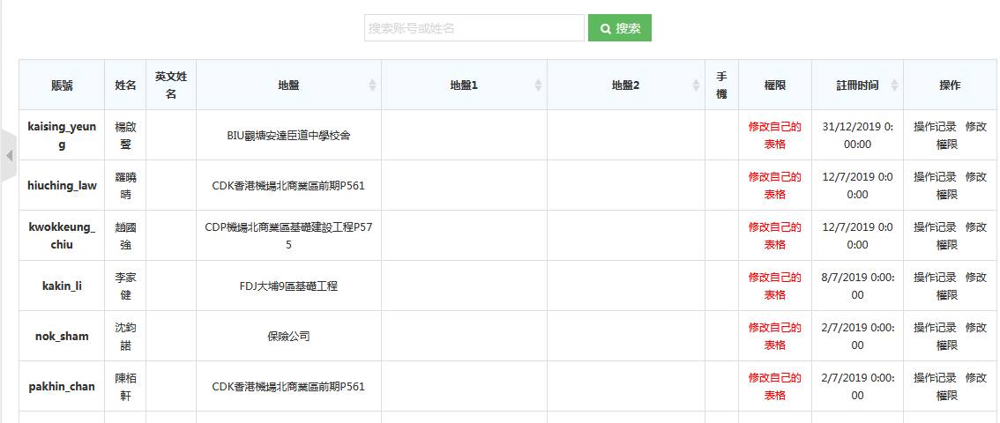 搜索账号或姓名 搜索
賬號 姓名 英文姓名 地盤 地盤1 地盤2 手機 權限 註冊时间 操作
kaising_yeung 楊啟聲 BIU觀塘安達臣道中學校舍 修改自己的表格 31/12/2019 0:00:00 操作记录 修改權限
hiuching_law 羅曉晴 CDK香港機場北商業區前期P561 修改自己的表格 12/7/2019 0:00:00 操作记录 修改權限
kwokkeung_chiu 趙國強 CDP機場北商業區基礎建設工程P575 修改自己的表格 12/7/2019 0:00:00 操作记录 修改權限
kakin_li 李家健 FDJ大埔9區基礎工程 修改自己的表格 8/7/2019 0:00:00 操作记录 修改權限
nok_sham 沈鈞諾 保險公司 修改自己的表格 2/7/2019 0:00:00 操作记录 修改權限
pakhin_chan 陳栢軒 CDK香港機場北商業區前期P561 修改自己的表格 2/7/2019 0:00:00 操作记录 修改權限